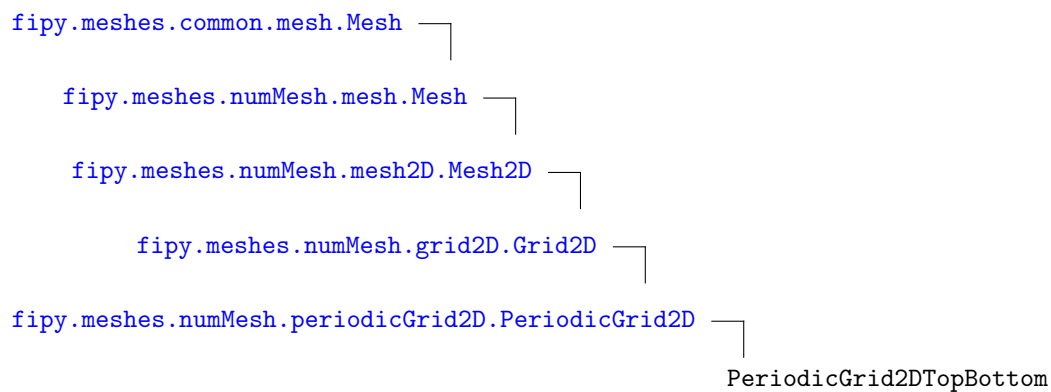 fipy.meshes.common.mesh.Mesh
fipy.meshes.numMesh.mesh.Mesh
fipy.meshes.numMesh.mesh2D.Mesh2D
fipy.meshes.numMesh.grid2D.Grid2D
fipy.meshes.numMesh.periodicGrid2D.PeriodicGrid2D
PeriodicGrid2DTopBottom